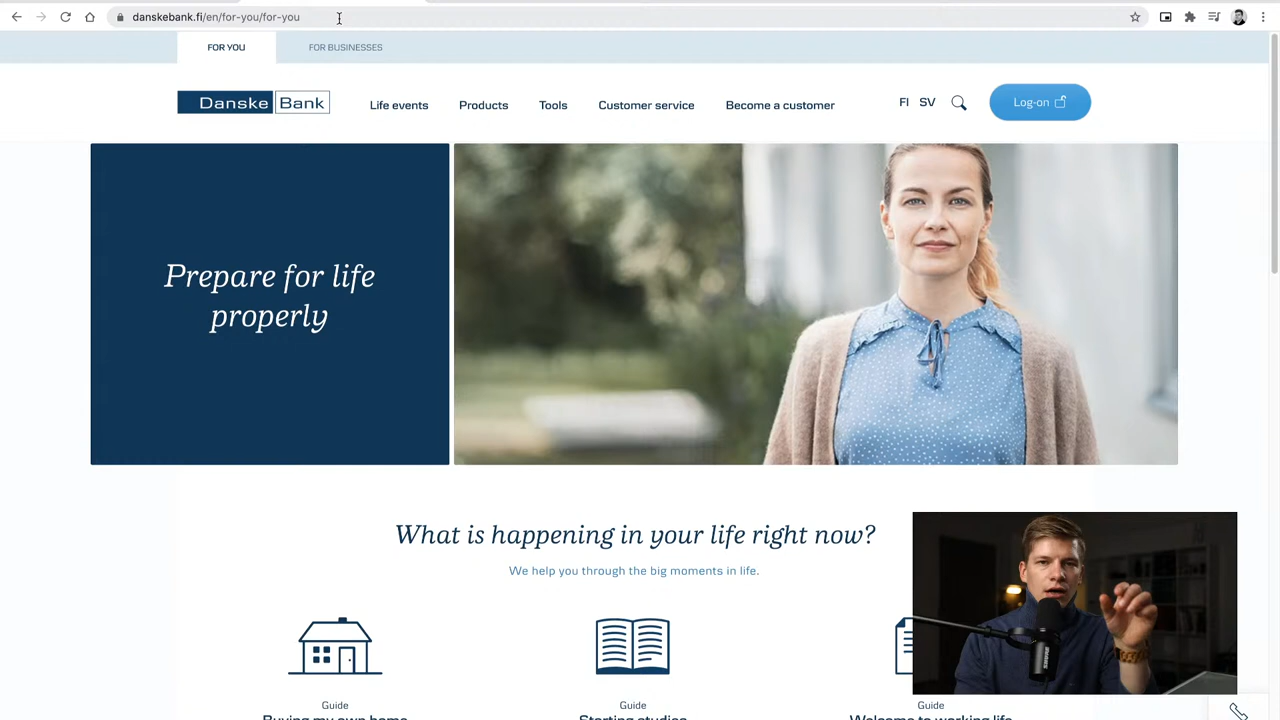 danskebank.fi/en/for-you/for-you
FOR YOU
FOR BUSINESSES
Danske Bank
Life events
Products
Tools
Customer service
Become a customer
FI
SV
Log-on
Prepare for life
properly
What is happening in your life right now?
We help you through the big moments in life.
Guide
Buying my own home
Guide
Starting studies
Guide
Welcome to working life